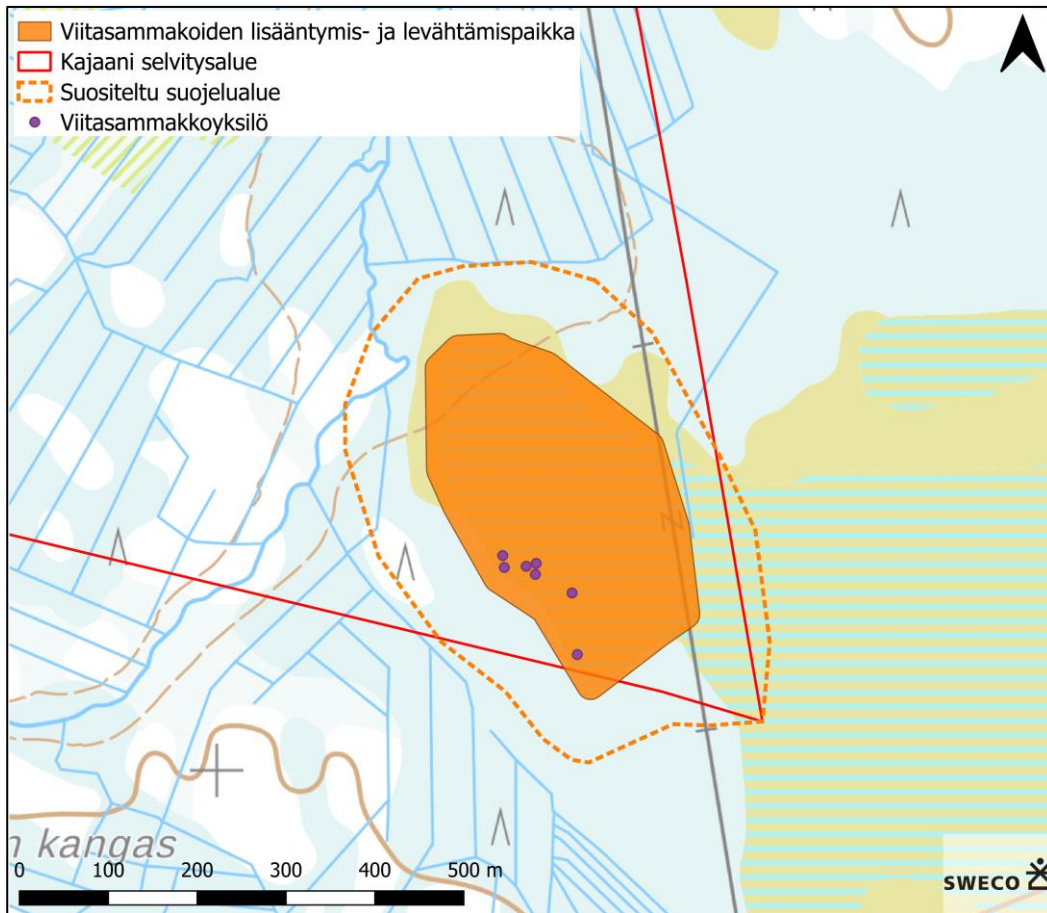 Viitasammakoiden lisääntymis- ja levähtämispaikka
Kajaani selvitysalue
Suositeltu suojelualue
Viitasammakkoyksilö
n kangas
0 100 200 300 400 500 m
SWECO